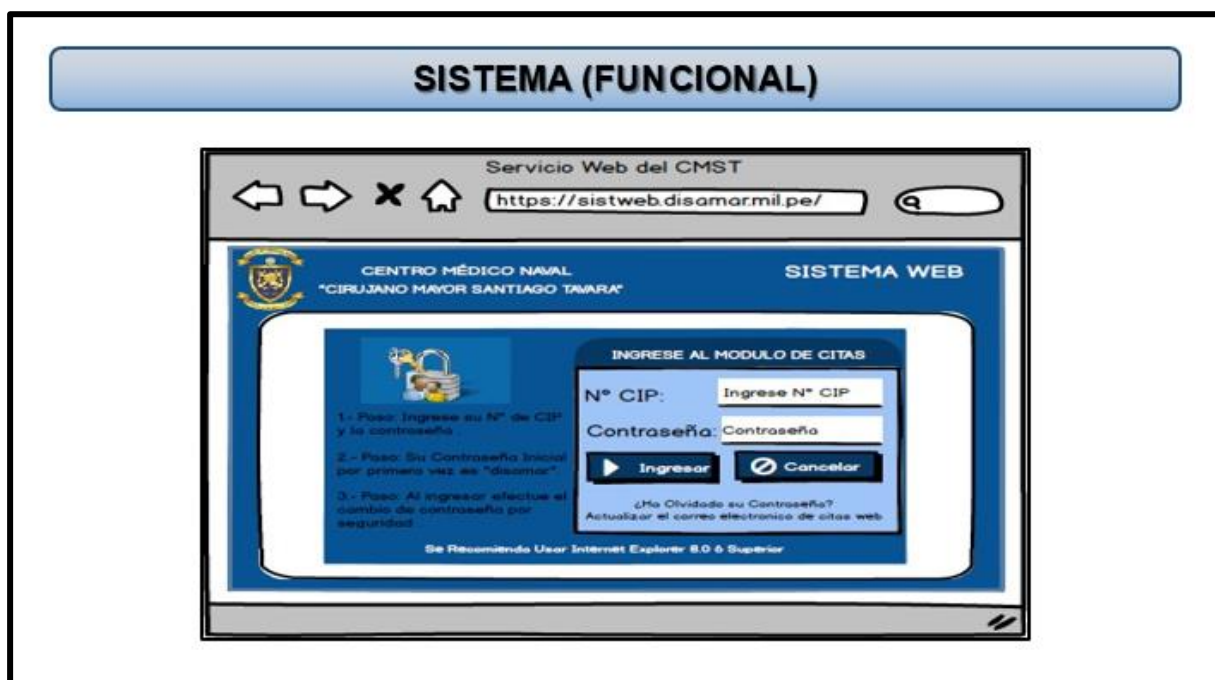 SISTEMA (FUNCIONAL)
Servicio Web del CMST
https://sistweb.disamar.mil.pe/
CENTRO MÉDICO NAVAL
"CIRUJANO MAYOR SANTIAGO TAVARA"
SISTEMA WEB
1.- Paso: Ingrese su N° de CIP
y la contraseña .
2.- Paso: Su Contraseña Inicial
por primera vez es "disamar"
3.- Paso: Al ingresar efectue el
cambio de contraseña por
seguridad
INGRESE AL MODULO DE CITAS
N° CIP:
Ingrese N° CIP
Contraseña:
Contraseña
Ingresar
Cancelar
¿Ha Olvidado su Contraseña?
Actualizar el correo electronico de citas web
Se Recomienda Usar Internet Explorer 8.0 ó Superior